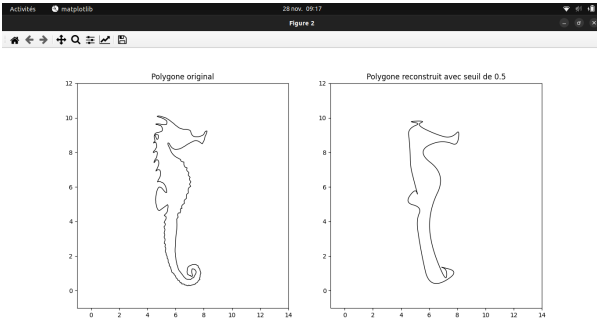 Activités matplotlib 28 nov. 09:17
Figure 2
Polygone original
12
10
8
6
4
2
0
0 2 4 6 8 10 12 14
Polygone reconstruit avec seuil de 0.5
12
10
8
6
4
2
0
0 2 4 6 8 10 12 14